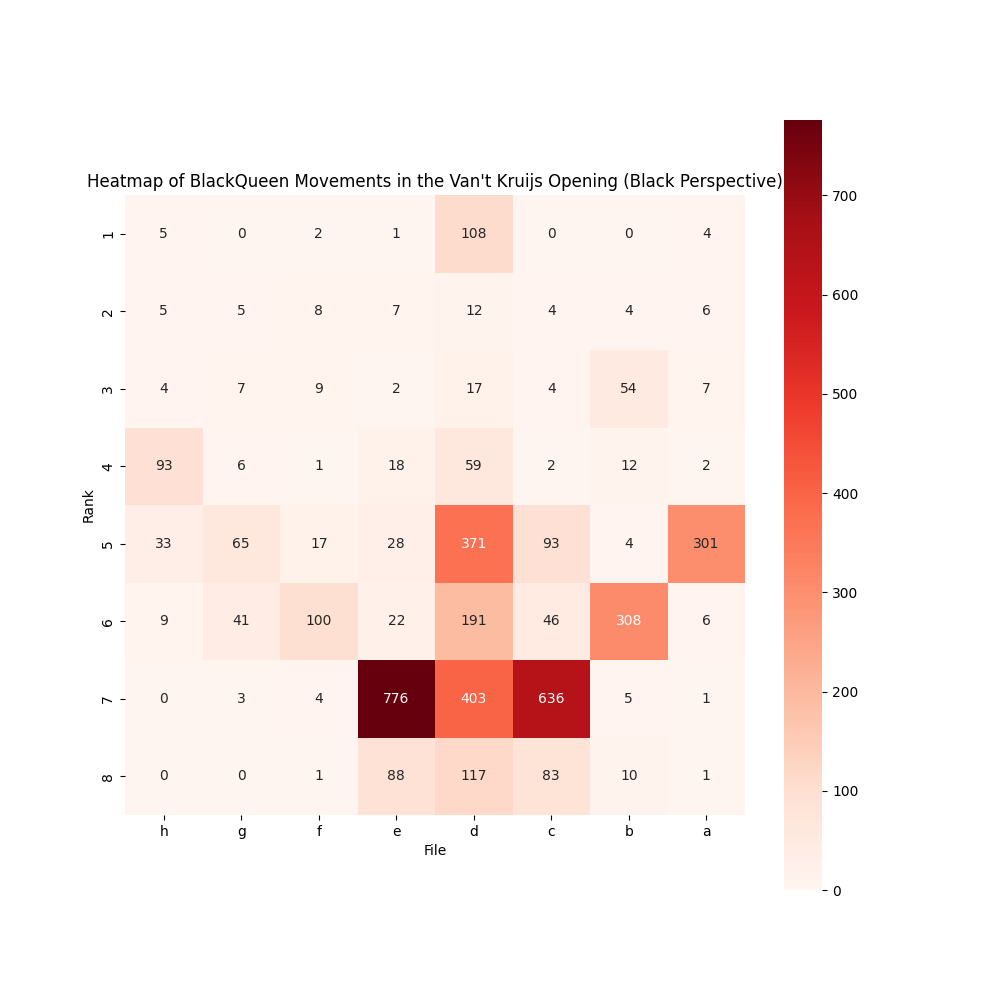 Heatmap of BlackQueen Movements in the Van't Kruijs Opening (Black Perspective)
1 5 0 2 1 108 0 0 4
2 5 5 8 7 12 4 4 6
3 4 7 9 2 17 4 54 7
4 93 6 1 18 59 2 12 2
5 33 65 17 28 371 93 4 301
6 9 41 100 22 191 46 308 6
7 0 3 4 776 403 636 5 1
8 0 0 1 88 117 83 10 1
h g f e d c b a
File
Rank
700
600
500
400
300
200
100
0